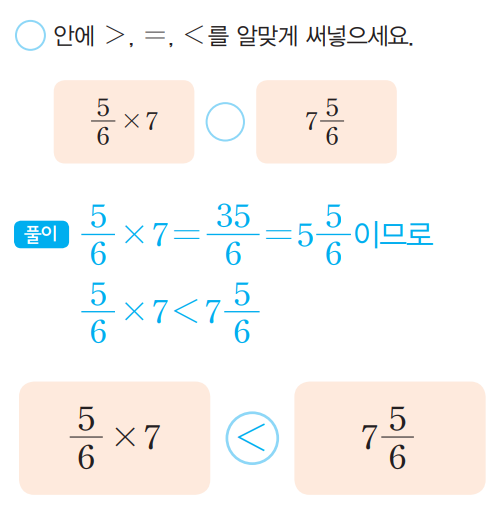 ◯ 안에 >, =, <를 알맞게 써넣으세요.
5/6 × 7 ◯ 7 5/6
풀이 5/6 × 7 = 35/6 = 5 5/6 이므로
5/6 × 7 < 7 5/6
5/6 × 7 < 7 5/6